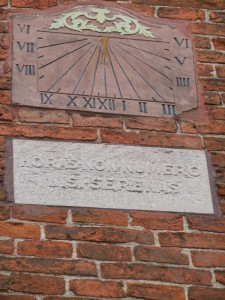 VI VI
VII V
VIII IIII
IX X XI XII I II III
HORAS NON NUMERO
NISI SERENAS